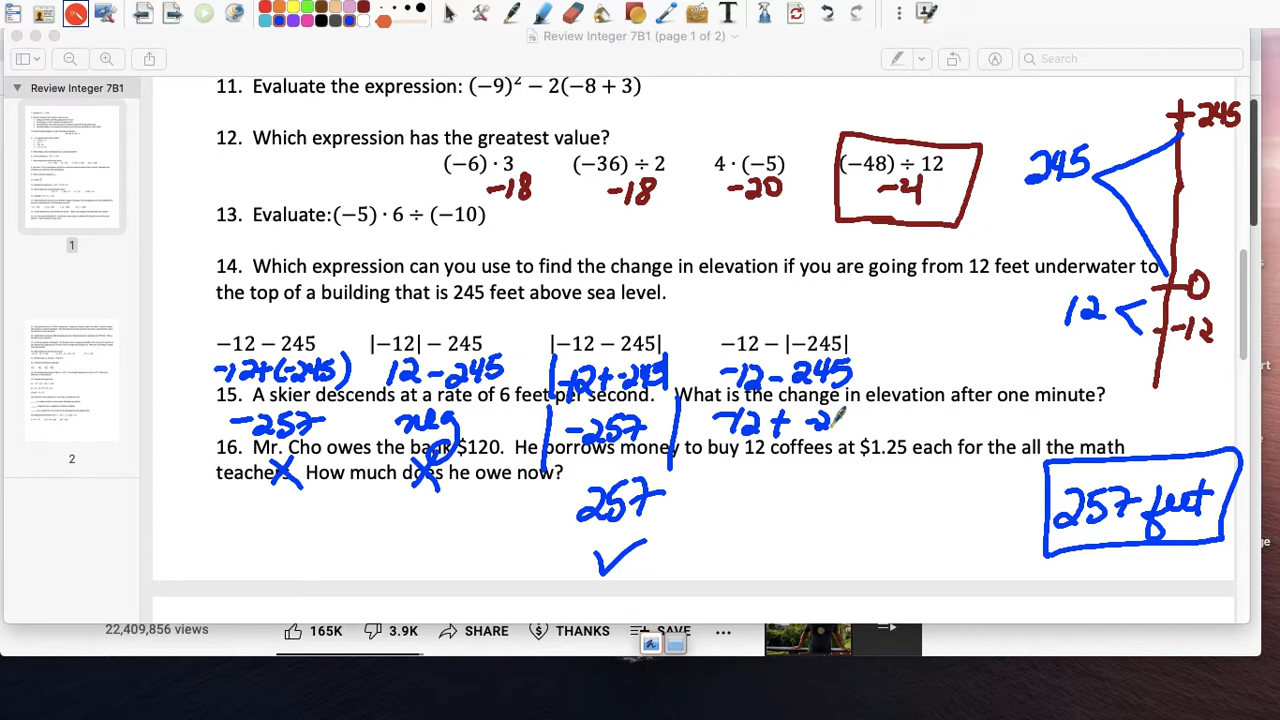 Review Integer 7B1 (page 1 of 2)
Search
Review Integer 7B1
1
2
11. Evaluate the expression: (−9)² − 2(−8 + 3)
12. Which expression has the greatest value?
(−6) · 3 (−36) ÷ 2 4 · (−5) (−48) ÷ 12
-18 -18 -20 -4
13. Evaluate:(−5) · 6 ÷ (−10)
14. Which expression can you use to find the change in elevation if you are going from 12 feet underwater to
the top of a building that is 245 feet above sea level.
−12 − 245 |−12| − 245 |−12 − 245| −12 − |−245|
-12+(-245) 12-245 -12+-245 -12-245
15. A skier descends at a rate of 6 feet per second. What is the change in elevation after one minute?
-257 neg |-257| -12+ -2
16. Mr. Cho owes the bank $120. He borrows money to buy 12 coffees at $1.25 each for the all the math
teachers. How much does he owe now?
X X
257
✓
+245
245
0
12 <
-12
257 feet
22,409,856 views 165K 3.9K SHARE THANKS SAVE